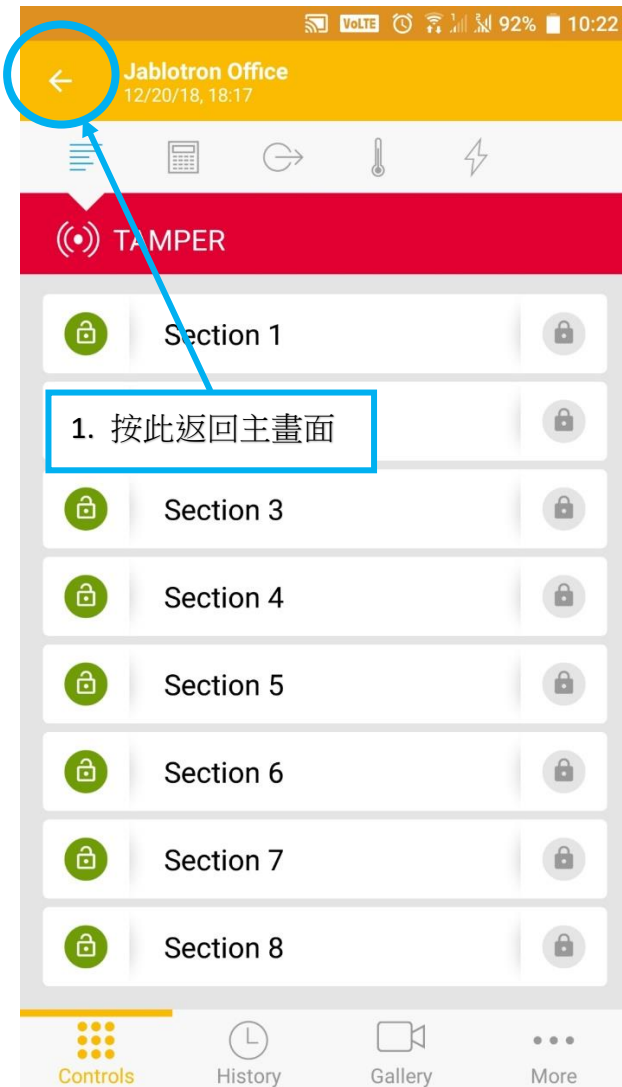 VoLTE 92% 10:22
Jablotron Office
12/20/18, 18:17
TAMPER
Section 1
1. 按此返回主畫面
Section 3
Section 4
Section 5
Section 6
Section 7
Section 8
Controls History Gallery More